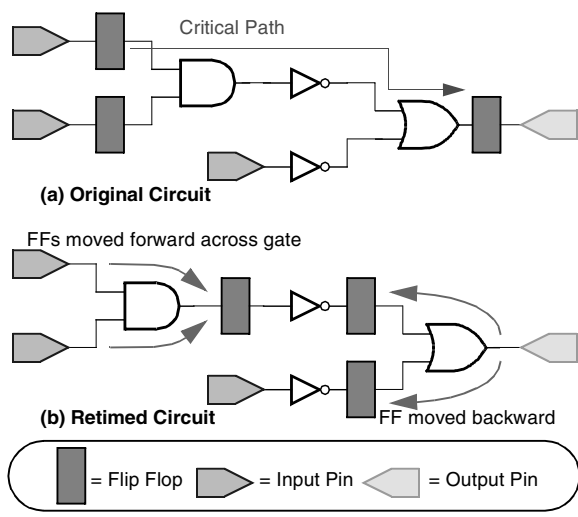 Critical Path
(a) Original Circuit
FFs moved forward across gate
(b) Retimed Circuit
FF moved backward
= Flip Flop
= Input Pin
= Output Pin